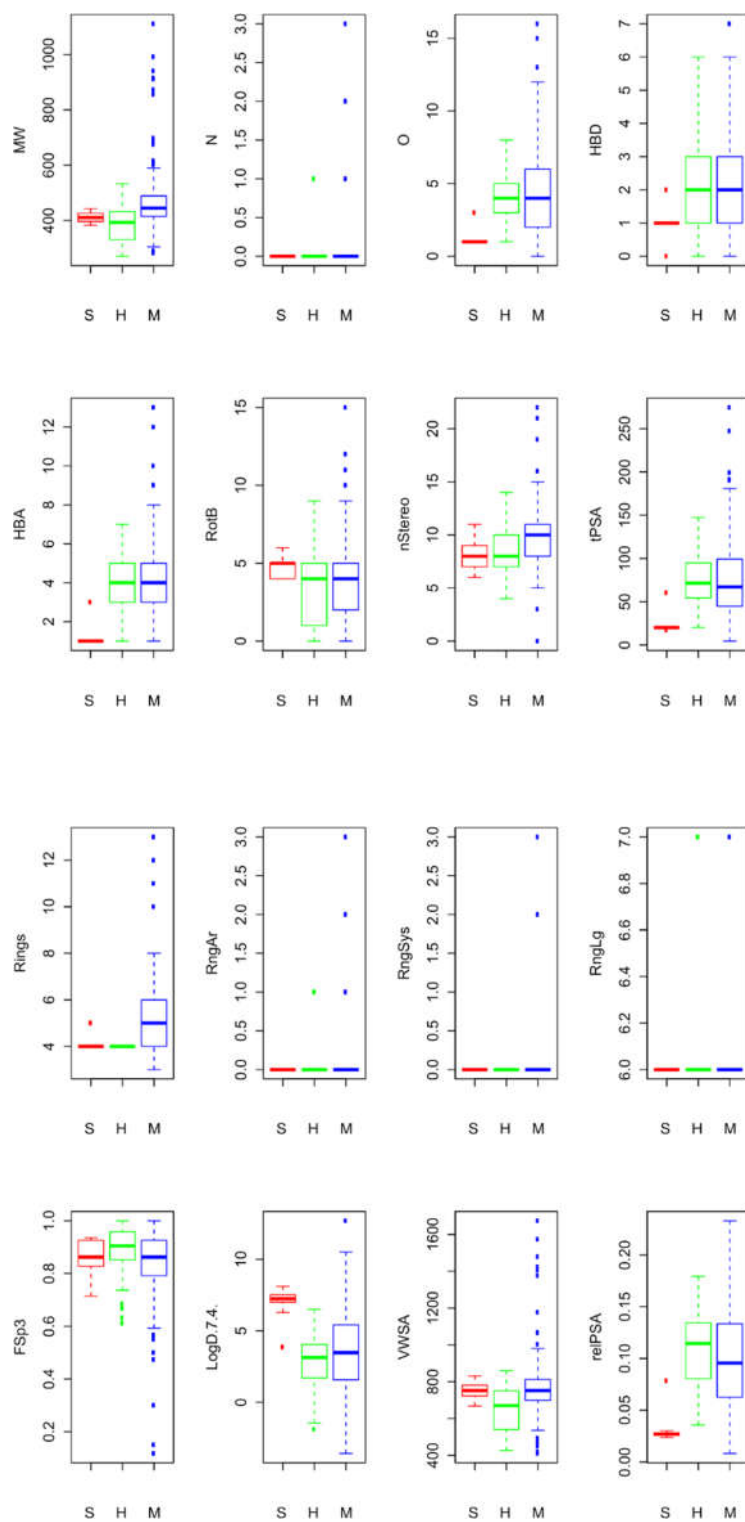 MW
400 600 800 1000
S H M
N
0.0 0.5 1.0 1.5 2.0 2.5 3.0
S H M
O
0 5 10 15
S H M
HBD
0 1 2 3 4 5 6 7
S H M
HBA
2 4 6 8 10 12
S H M
RotB
0 5 10 15
S H M
nStereo
0 5 10 15 20
S H M
tPSA
0 50 100 150 200 250
S H M
Rings
4 6 8 10 12
S H M
RngAr
0.0 0.5 1.0 1.5 2.0 2.5 3.0
S H M
RngSys
0.0 0.5 1.0 1.5 2.0 2.5 3.0
S H M
RngLg
6.0 6.2 6.4 6.6 6.8 7.0
S H M
FSp3
0.2 0.4 0.6 0.8 1.0
S H M
LogD.7.4.
0 5 10
S H M
VWSA
400 800 1200 1600
S H M
relPSA
0.00 0.05 0.10 0.15 0.20
S H M